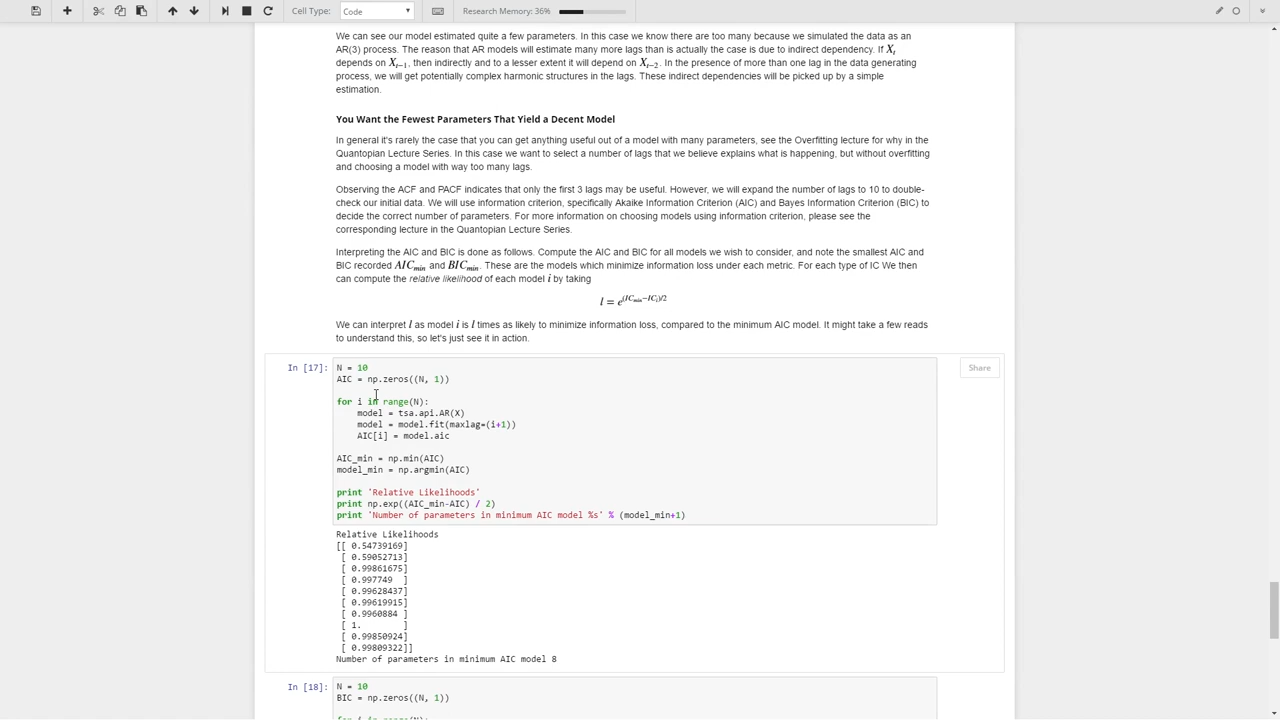 Cell Type: Code Research Memory: 36%
We can see our model estimated quite a few parameters. In this case we know there are too many because we simulated the data as an
AR(3) process. The reason that AR models will estimate many more lags than is actually the case is due to indirect dependency. If Xt
depends on Xt−1, then indirectly and to a lesser extent it will depend on Xt−2. In the presence of more than one lag in the data generating
process, we will get potentially complex harmonic structures in the lags. These indirect dependencies will be picked up by a simple
estimation.
You Want the Fewest Parameters That Yield a Decent Model
In general it's rarely the case that you can get anything useful out of a model with many parameters, see the Overfitting lecture for why in the
Quantopian Lecture Series. In this case we want to select a number of lags that we believe explains what is happening, but without overfitting
and choosing a model with way too many lags.
Observing the ACF and PACF indicates that only the first 3 lags may be useful. However, we will expand the number of lags to 10 to double-
check our initial data. We will use information criterion, specifically Akaike Information Criterion (AIC) and Bayes Information Criterion (BIC) to
decide the correct number of parameters. For more information on choosing models using information criterion, please see the
corresponding lecture in the Quantopian Lecture Series.
Interpreting the AIC and BIC is done as follows. Compute the AIC and BIC for all models we wish to consider, and note the smallest AIC and
BIC recorded AICmin and BICmin. These are the models which minimize information loss under each metric. For each type of IC We then
can compute the relative likelihood of each model i by taking
l = e(ICmin−ICi)/2
We can interpret l as model i is l times as likely to minimize information loss, compared to the minimum AIC model. It might take a few reads
to understand this, so let's just see it in action.
In [17]: N = 10 Share
AIC = np.zeros((N, 1))
for i in range(N):
model = tsa.api.AR(X)
model = model.fit(maxlag=(i+1))
AIC[i] = model.aic
AIC_min = np.min(AIC)
model_min = np.argmin(AIC)
print 'Relative Likelihoods'
print np.exp((AIC_min-AIC) / 2)
print 'Number of parameters in minimum AIC model %s' % (model_min+1)
Relative Likelihoods
[[ 0.54739169]
[ 0.59052713]
[ 0.99861675]
[ 0.997749 ]
[ 0.99628437]
[ 0.99619915]
[ 0.9960884 ]
[ 1. ]
[ 0.99850924]
[ 0.99809322]]
Number of parameters in minimum AIC model 8
In [18]: N = 10
BIC = np.zeros((N, 1))
for i in range(N):